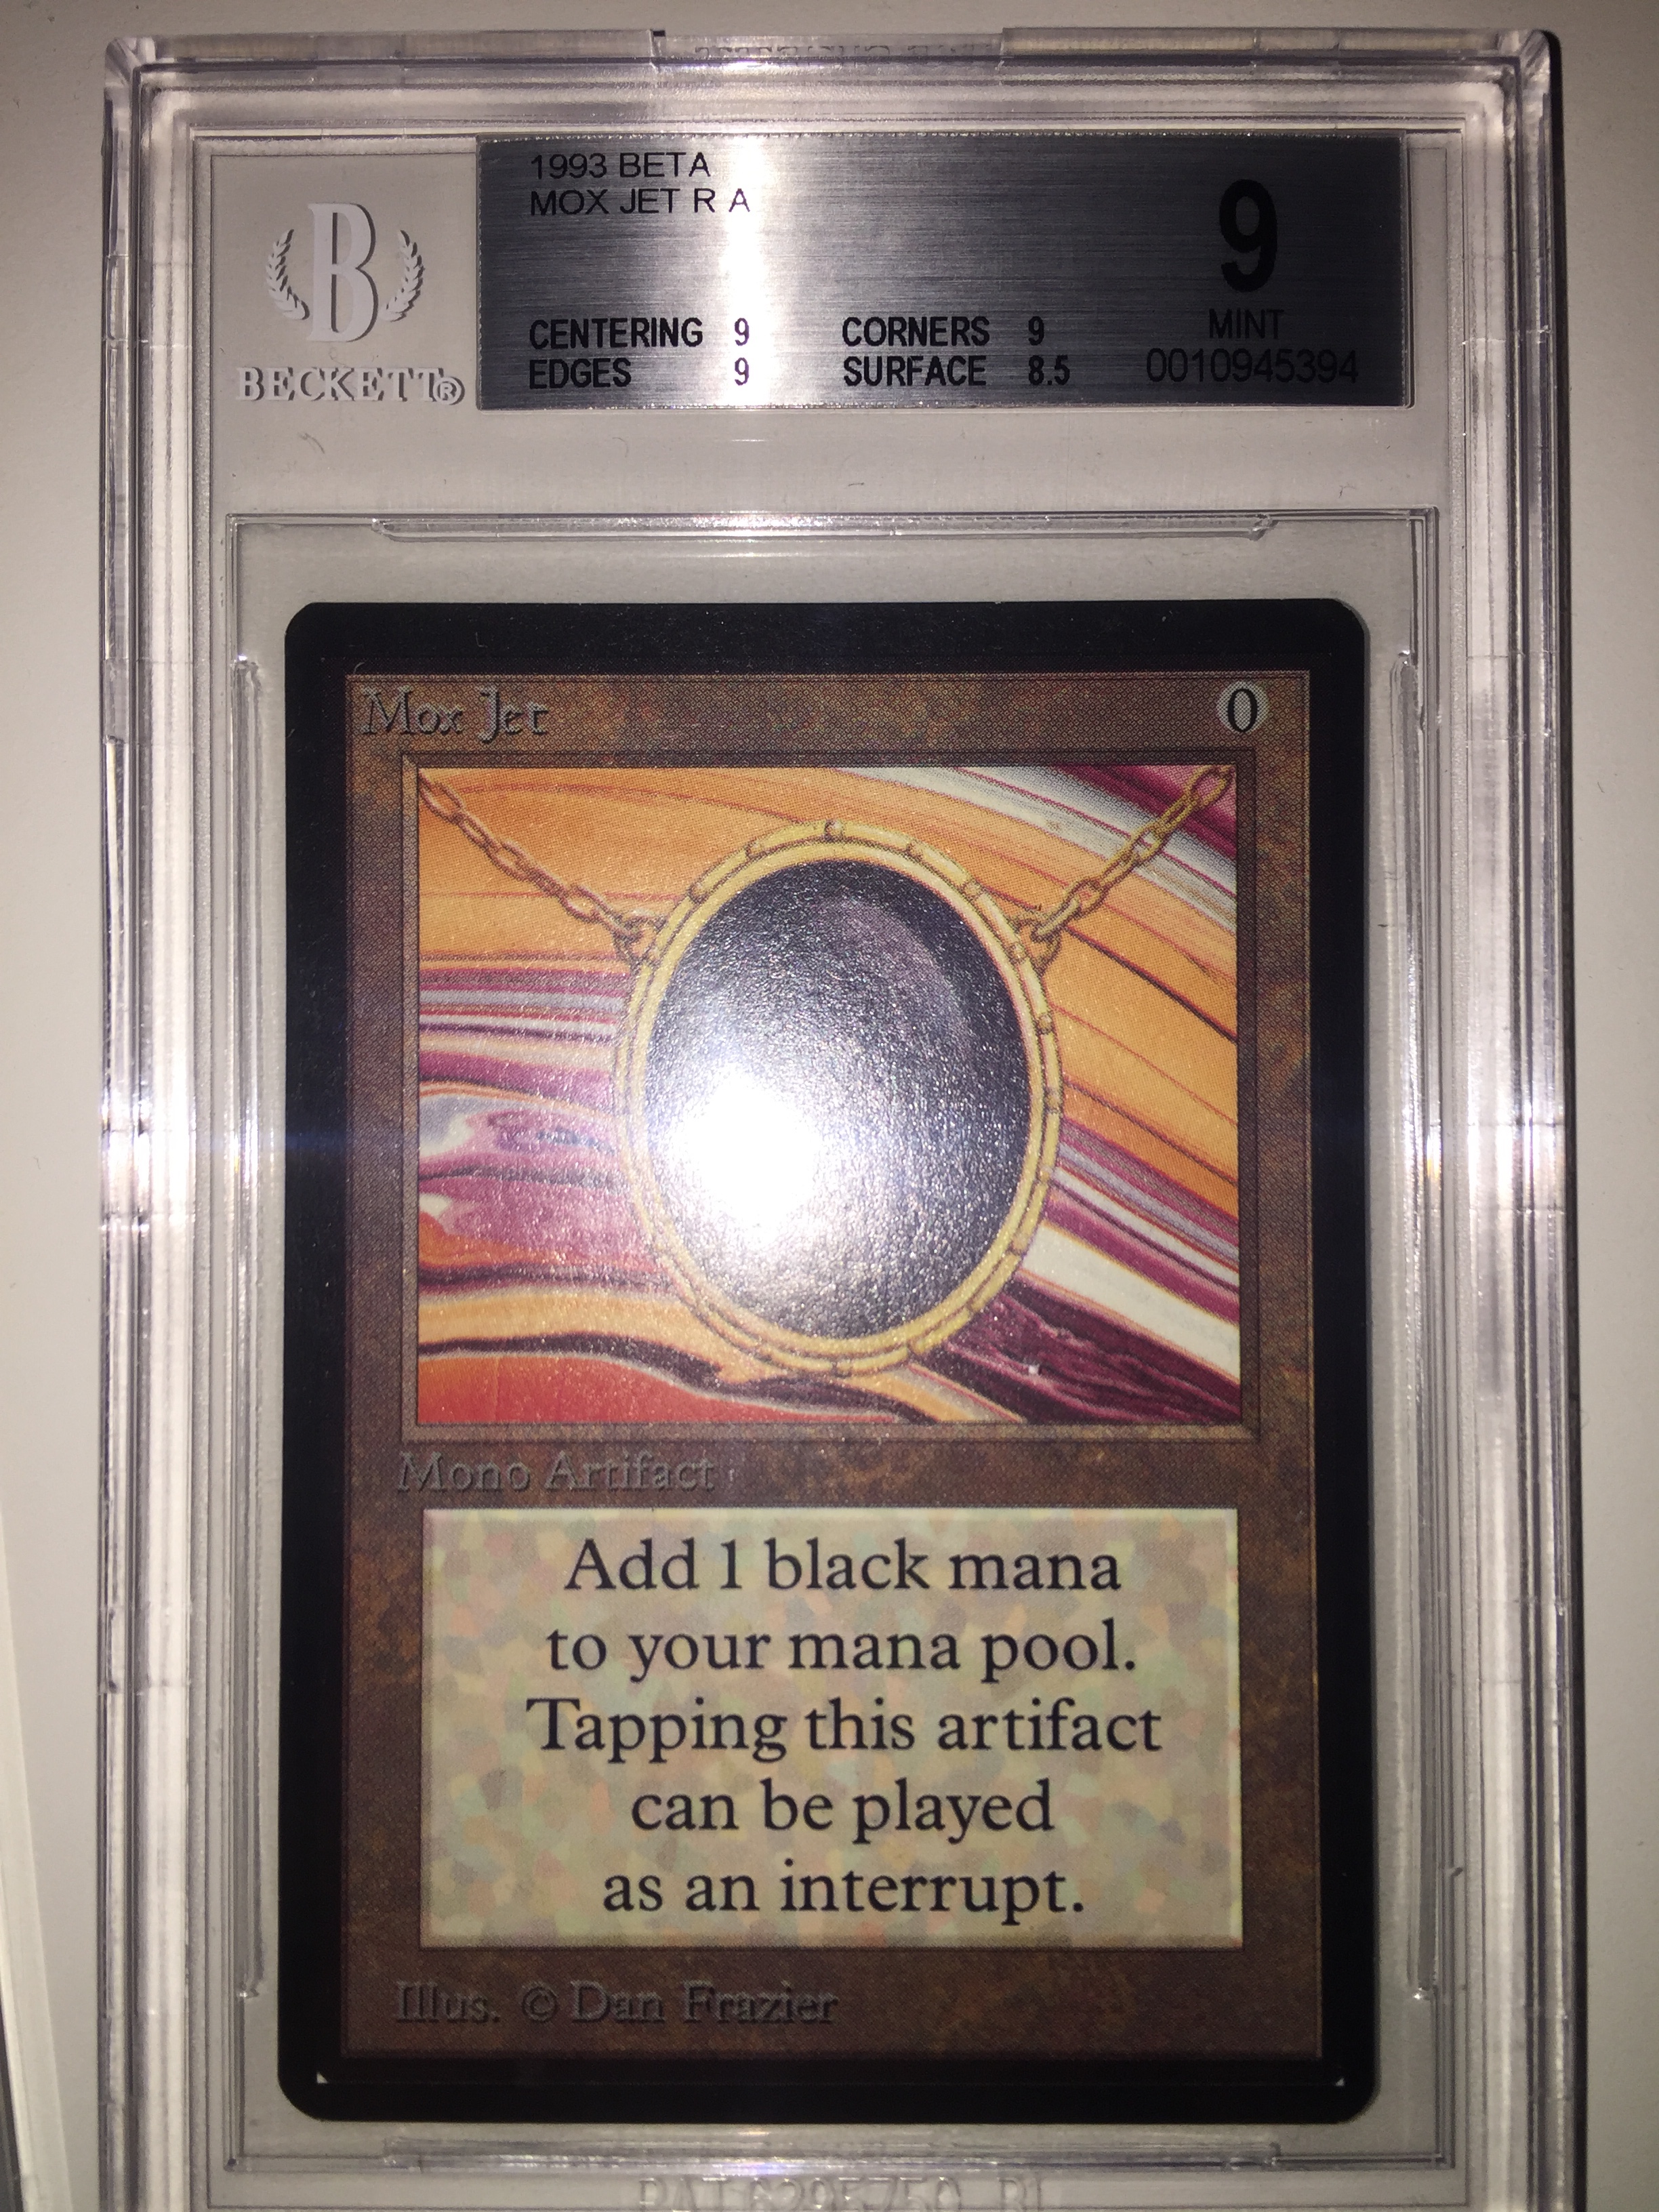 1993 BETA
MOX JET R A
9
MINT
CENTERING 9 CORNERS 9
EDGES 9 SURFACE 8.5
0010945394
B
BECKETT®
Mox Jet
0
Mono Artifact
Add 1 black mana
to your mana pool.
Tapping this artifact
can be played
as an interrupt.
Illus. © Dan Frazier